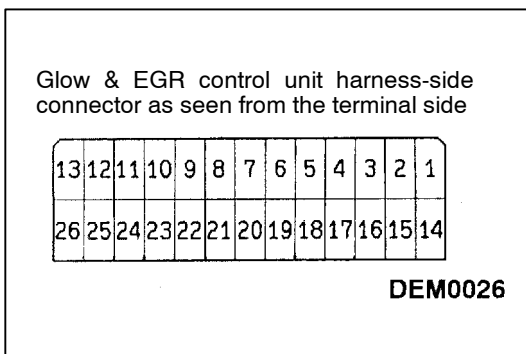 Glow & EGR control unit harness-side
connector as seen from the terminal side
13 12 11 10 9 8 7 6 5 4 3 2 1
26 25 24 23 22 21 20 19 18 17 16 15 14
DEM0026